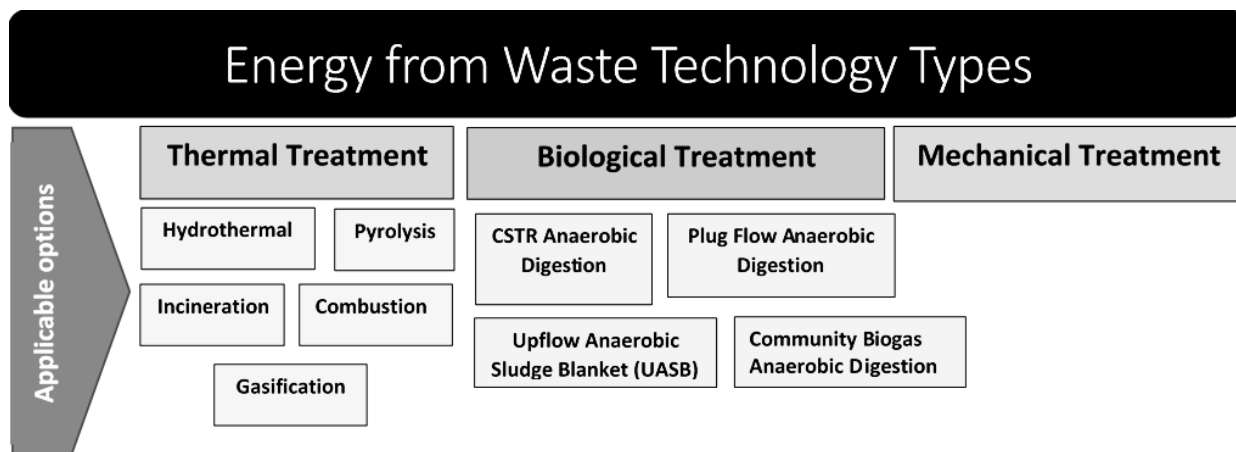 Energy from Waste Technology Types
Applicable options
Thermal Treatment
Hydrothermal
Pyrolysis
Incineration
Combustion
Gasification
Biological Treatment
CSTR Anaerobic
Digestion
Plug Flow Anaerobic
Digestion
Upflow Anaerobic
Sludge Blanket (UASB)
Community Biogas
Anaerobic Digestion
Mechanical Treatment